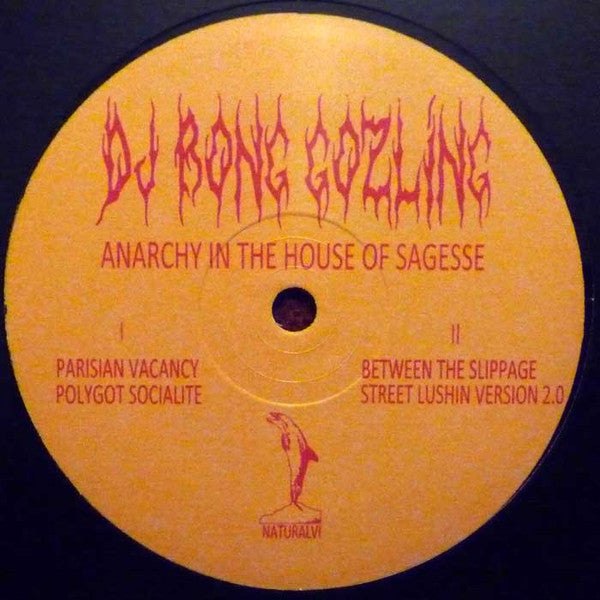 DJ BONG GOZLING
ANARCHY IN THE HOUSE OF SAGESSE
I
PARISIAN VACANCY
POLYGOT SOCIALITE
II
BETWEEN THE SLIPPAGE
STREET LUSHIN VERSION 2.0
NATURALVI